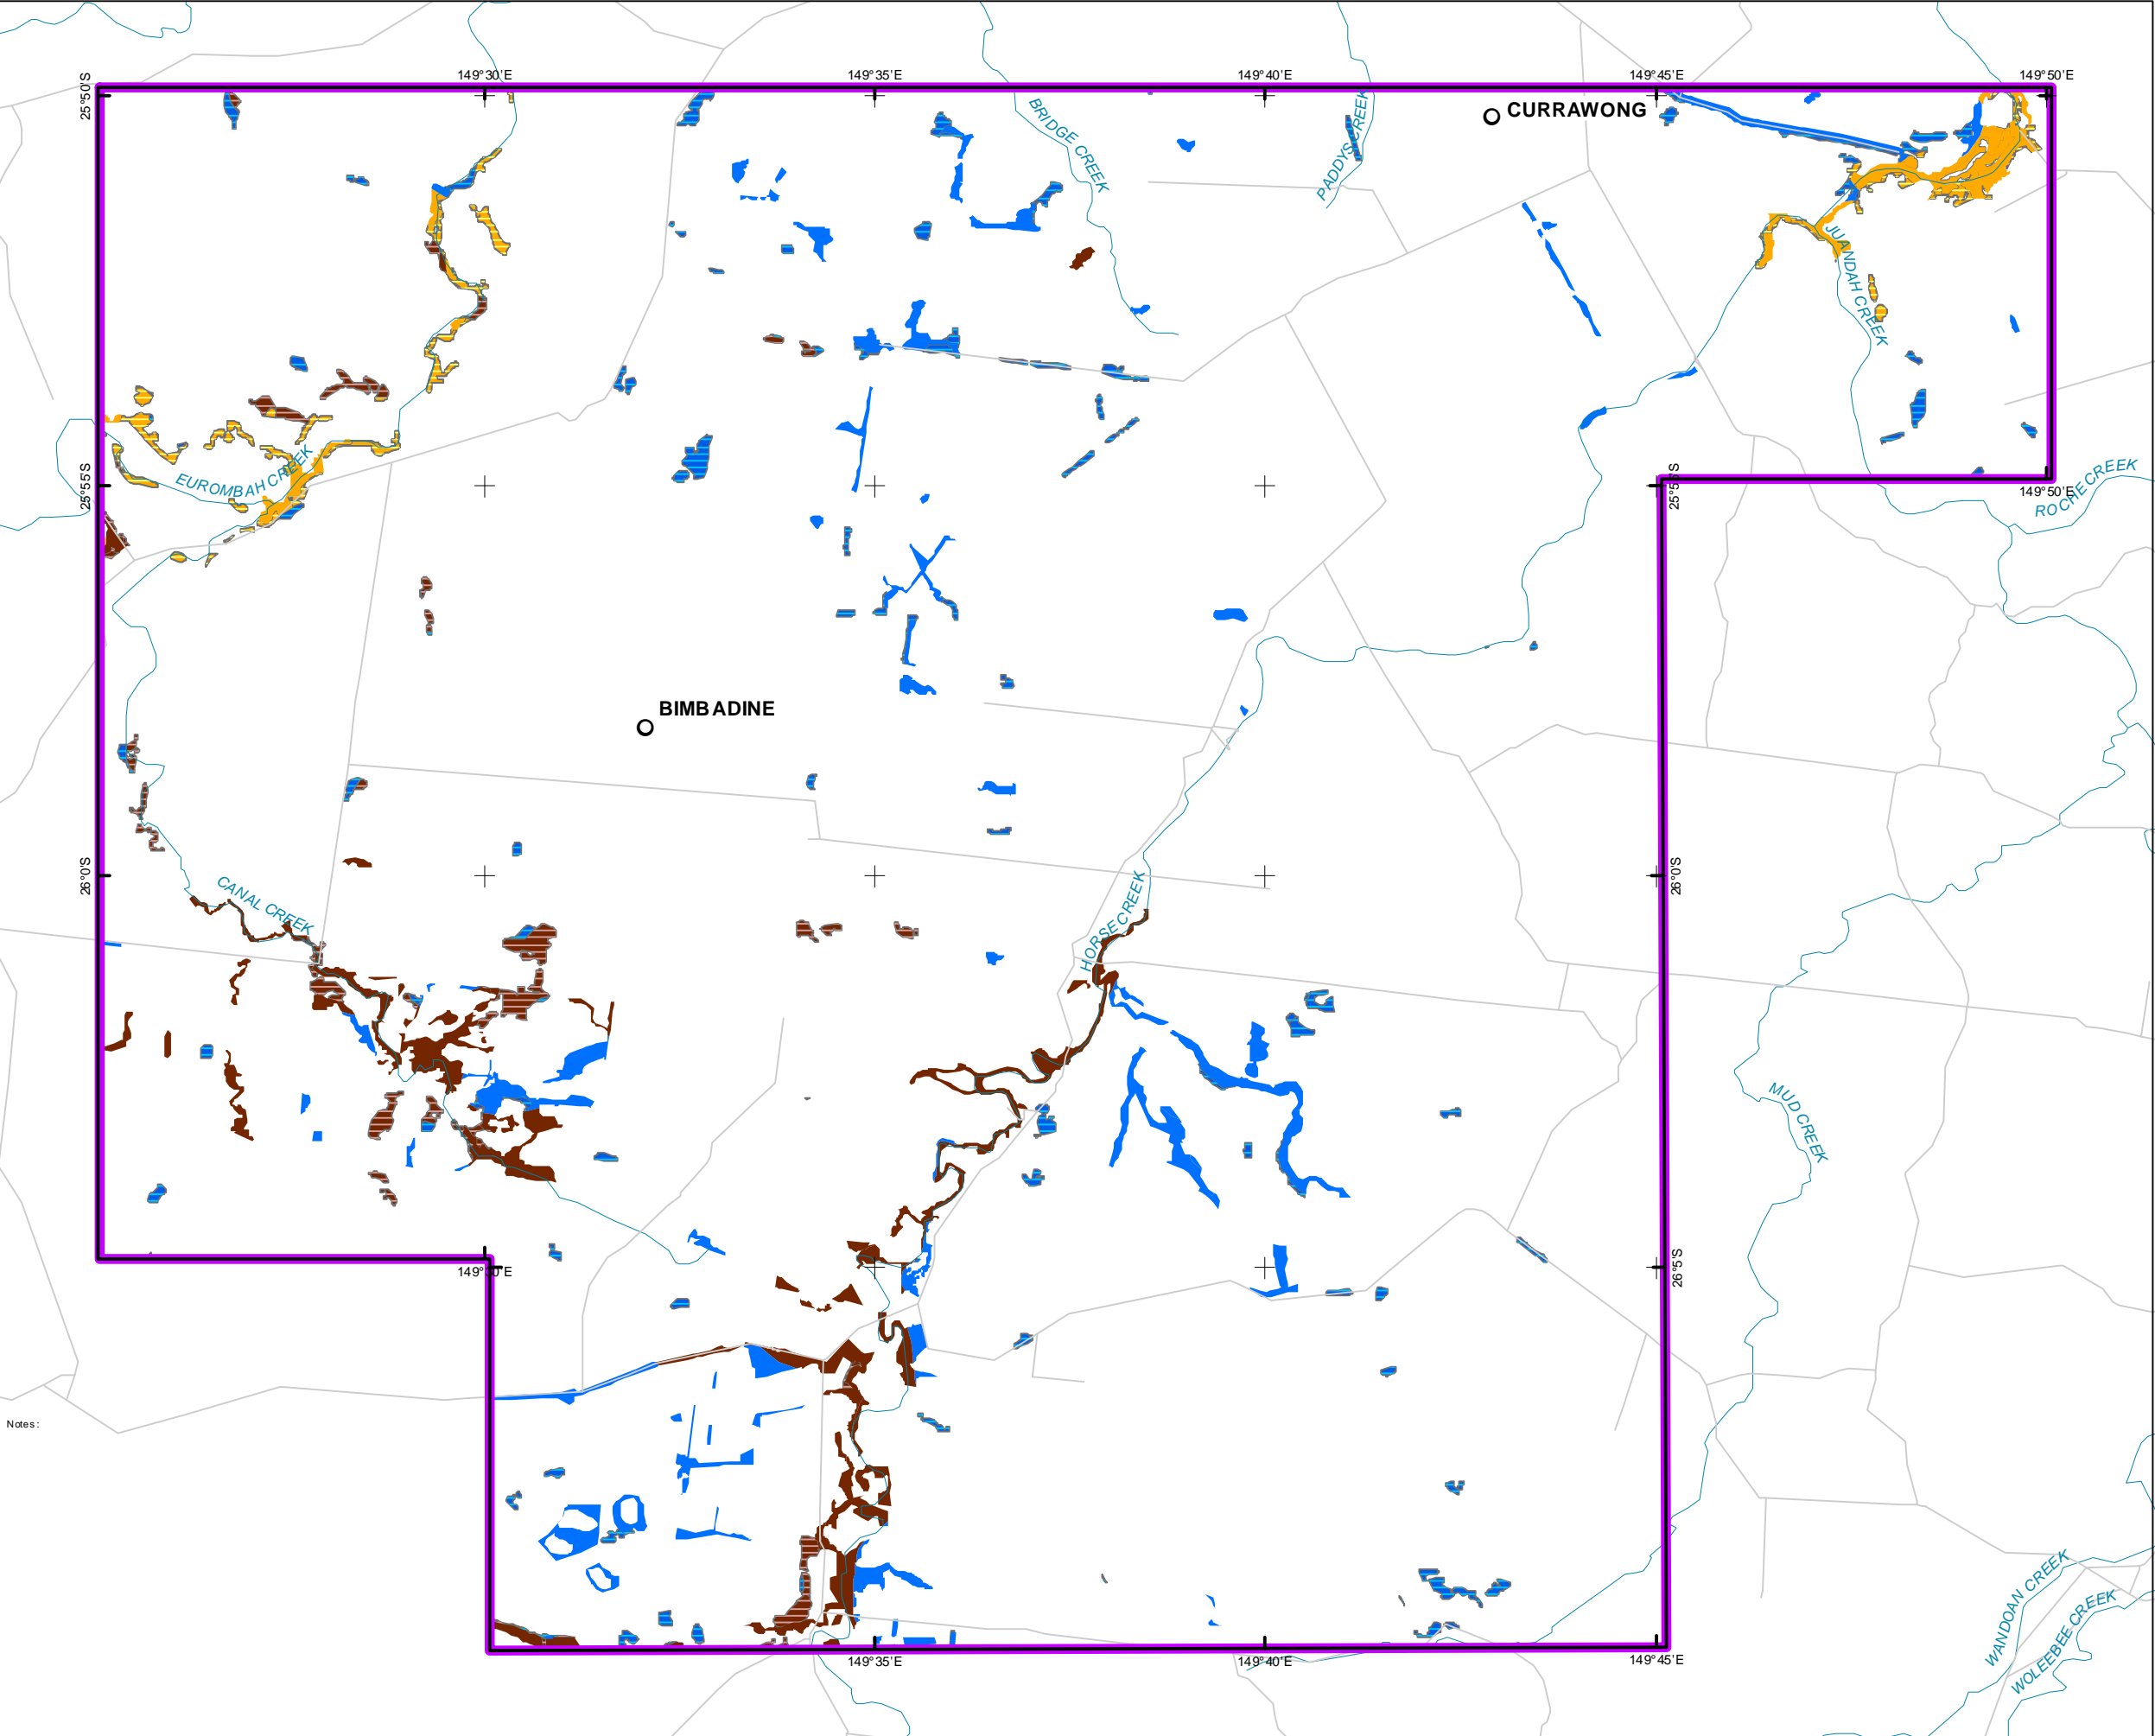 149°30'E
149°35'E
149°40'E
149°45'E
149°50'E
25°50'S
BRIDGE CREEK
PADDYS CREEK
CURRAWONG
JUANDAH CREEK
EUROMBAH CREEK
25°55'S
25°55'S
149°50'E
ROCHE CREEK
BIMBADINE
26°0'S
26°0'S
CANAL CREEK
HORSE CREEK
MUD CREEK
149°30'E
26°5'S
Notes:
WANDOAN CREEK
WOLEEBEE CREEK
149°35'E
149°40'E
149°45'E